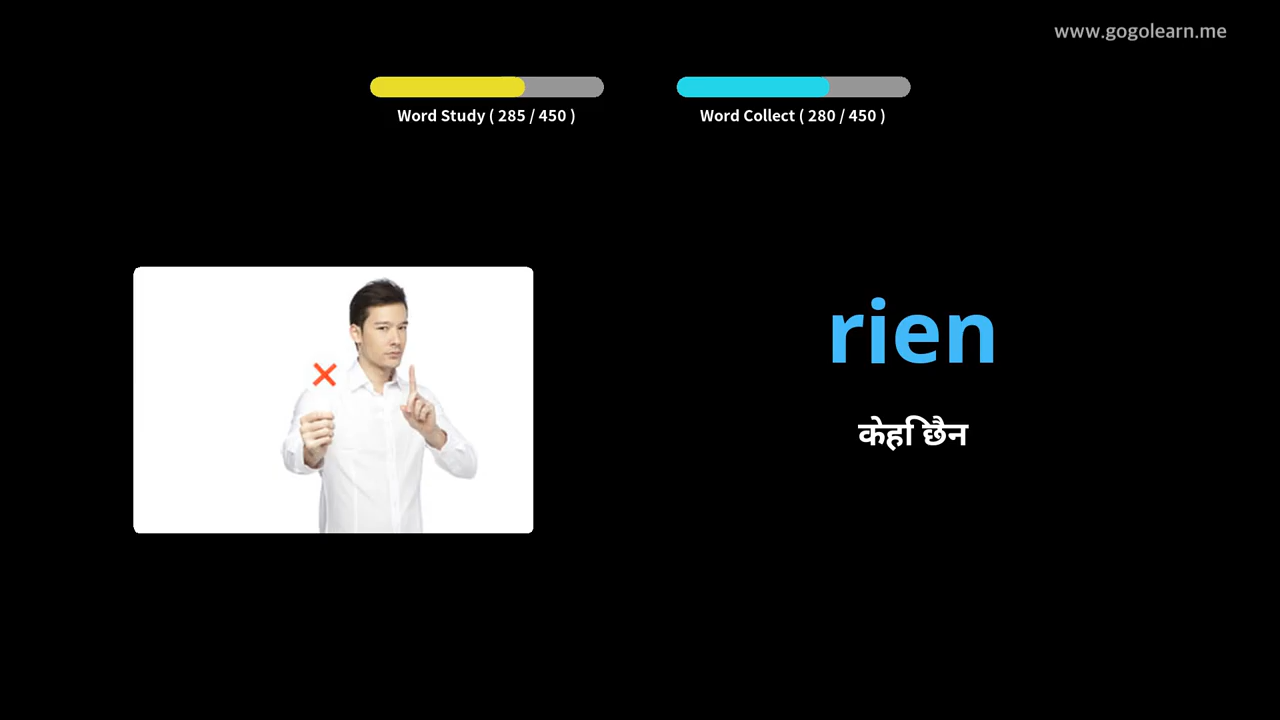 www.gogolearn.me
Word Study ( 285 / 450 )
Word Collect ( 280 / 450 )
rien
केहि छैन